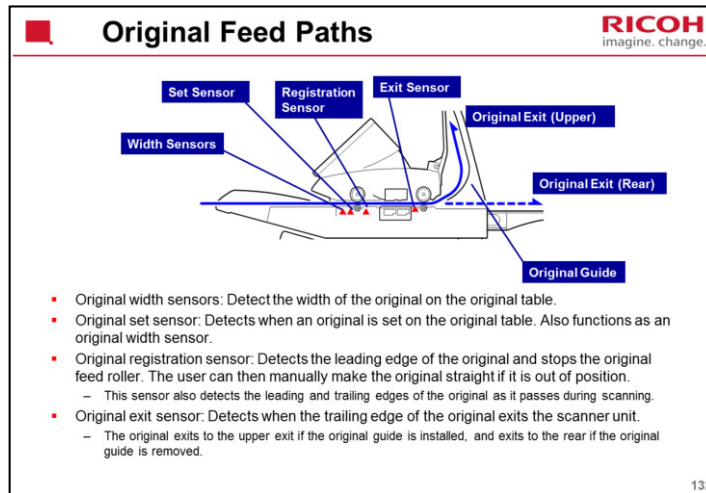 Original Feed Paths
RICOH
imagine. change.
Set Sensor
Registration
Sensor
Exit Sensor
Original Exit (Upper)
Width Sensors
Original Exit (Rear)
Original Guide
▪ Original width sensors: Detect the width of the original on the original table.
▪ Original set sensor: Detects when an original is set on the original table. Also functions as an
original width sensor.
▪ Original registration sensor: Detects the leading edge of the original and stops the original
feed roller. The user can then manually make the original straight if it is out of position.
– This sensor also detects the leading and trailing edges of the original as it passes during scanning.
▪ Original exit sensor: Detects when the trailing edge of the original exits the scanner unit.
– The original exits to the upper exit if the original guide is installed, and exits to the rear if the original
guide is removed.